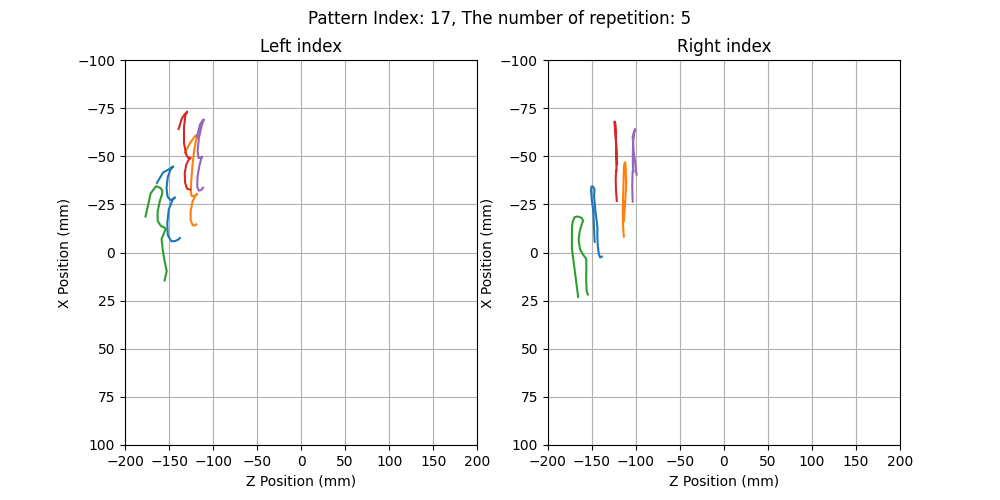 Pattern Index: 17, The number of repetition: 5
Left index
Right index
−100
−75
−50
−25
0
25
50
75
100
X Position (mm)
−200 −150 −100 −50 0 50 100 150 200
Z Position (mm)
−100
−75
−50
−25
0
25
50
75
100
X Position (mm)
−200 −150 −100 −50 0 50 100 150 200
Z Position (mm)